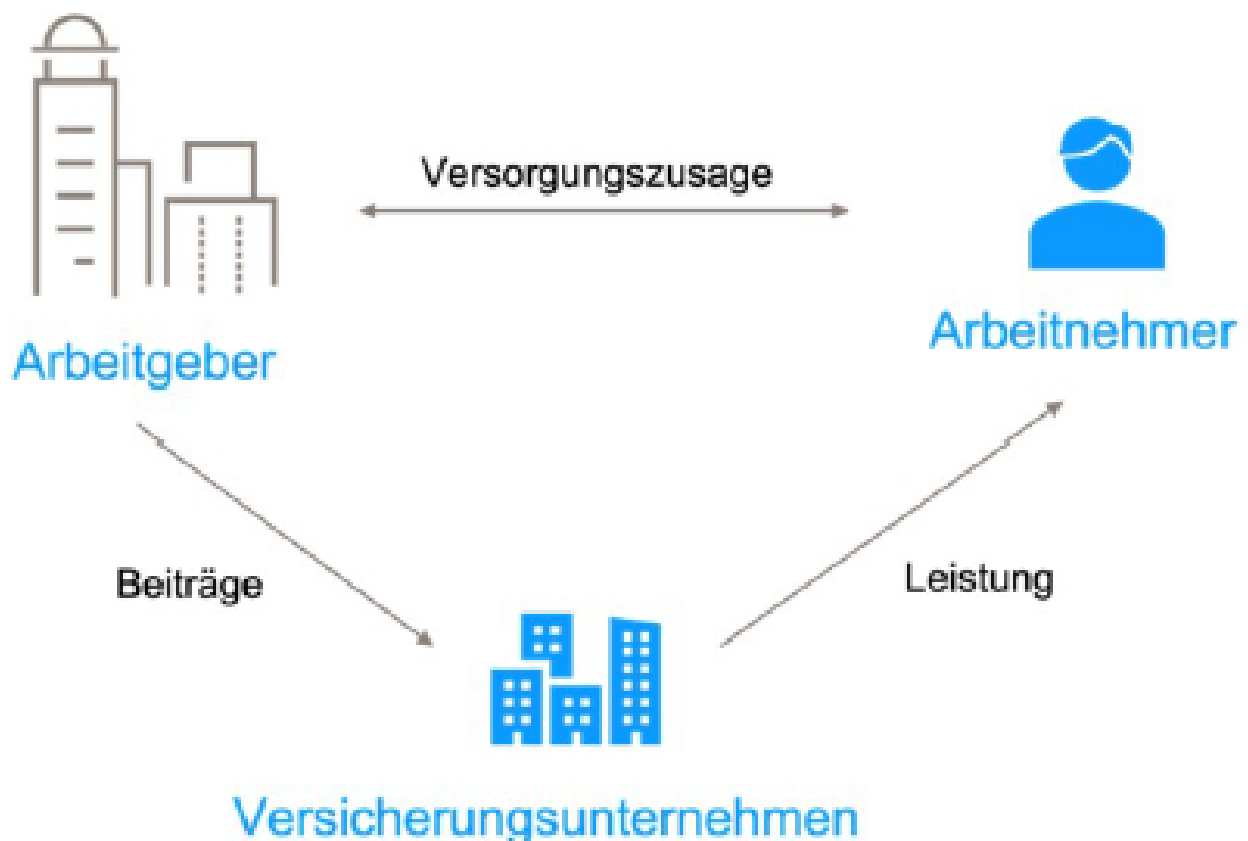 Versorgungszusage
Arbeitgeber
Arbeitnehmer
Beiträge
Leistung
Versicherungsunternehmen